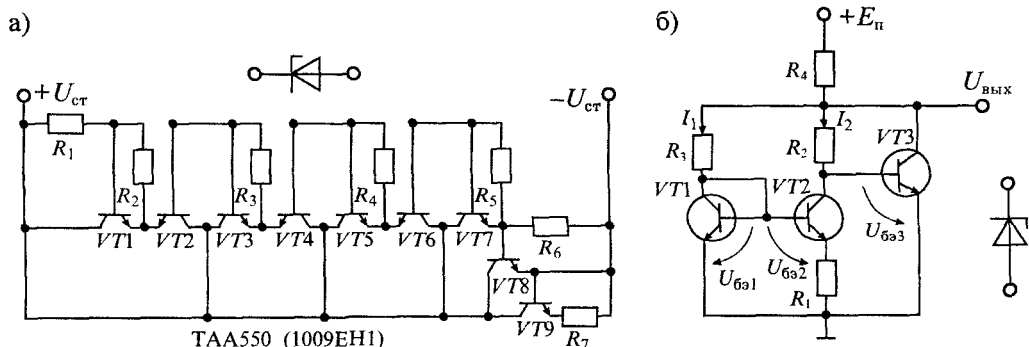 а)
+U_ст
−U_ст
R_1
R_2
R_3
R_4
R_5
R_6
R_7
VT1
VT2
VT3
VT4
VT5
VT6
VT7
VT8
VT9
TAA550 (1009ЕН1)
б)
+E_п
R_4
U_вых
I_1
I_2
R_3
R_2
VT3
VT1
VT2
U_бэ1
U_бэ2
U_бэ3
R_1